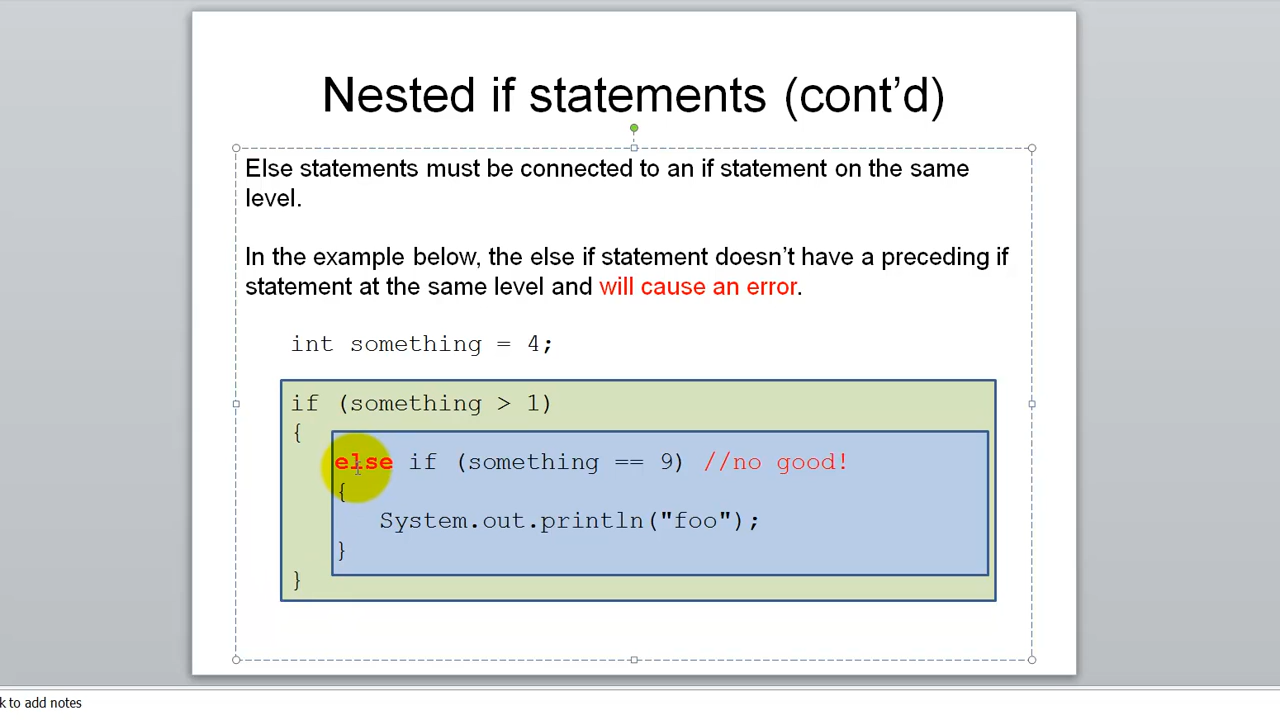 Nested if statements (cont’d)
Else statements must be connected to an if statement on the same
level.
In the example below, the else if statement doesn’t have a preceding if
statement at the same level and will cause an error.
int something = 4;
if (something > 1)
{
else if (something == 9) //no good!
{
System.out.println("foo");
}
}
k to add notes